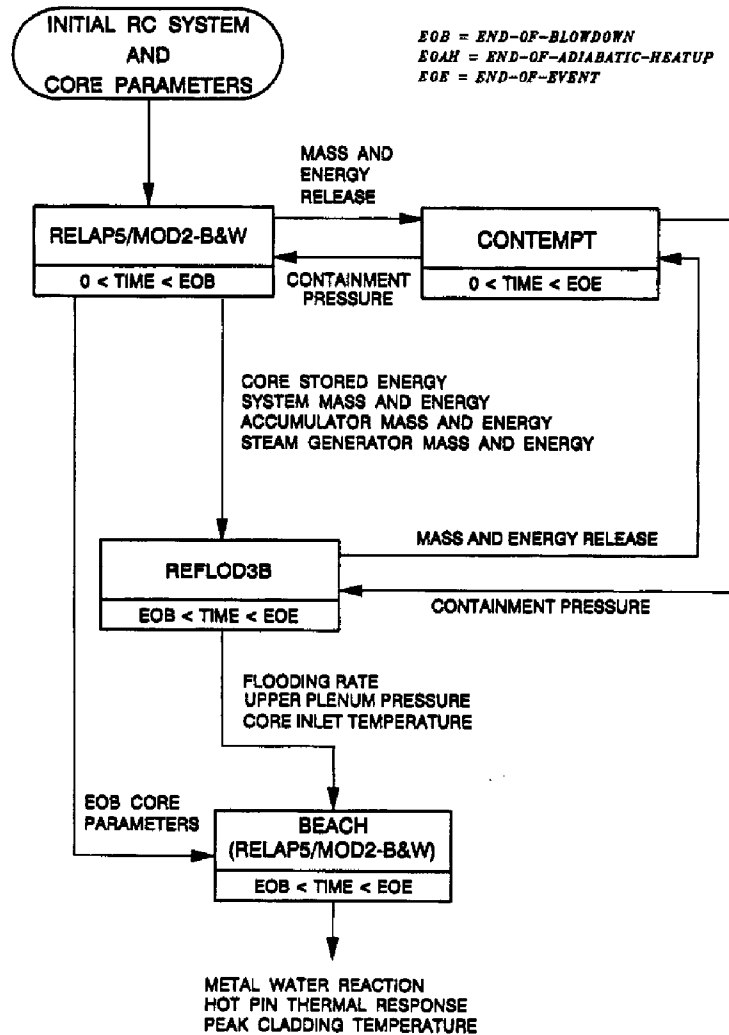 INITIAL RC SYSTEM
AND
CORE PARAMETERS
EOB = END-OF-BLOWDOWN
EOAH = END-OF-ADIABATIC-HEATUP
EOE = END-OF-EVENT
MASS AND
ENERGY
RELEASE
RELAP5/MOD2-B&W
0 < TIME < EOB
CONTEMPT
0 < TIME < EOE
CONTAINMENT
PRESSURE
CORE STORED ENERGY
SYSTEM MASS AND ENERGY
ACCUMULATOR MASS AND ENERGY
STEAM GENERATOR MASS AND ENERGY
MASS AND ENERGY RELEASE
REFLOD3B
EOB < TIME < EOE
CONTAINMENT PRESSURE
FLOODING RATE
UPPER PLENUM PRESSURE
CORE INLET TEMPERATURE
EOB CORE
PARAMETERS
BEACH
(RELAP5/MOD2-B&W)
EOB < TIME < EOE
METAL WATER REACTION
HOT PIN THERMAL RESPONSE
PEAK CLADDING TEMPERATURE